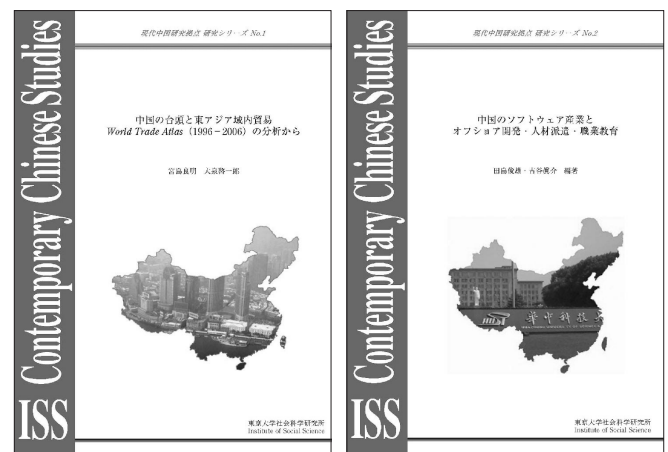 ISS Contemporary Chinese Studies
現代中国研究拠点 研究シリーズ No.1
中国の台頭と東アジア域内貿易
World Trade Atlas（1996−2006）の分析から
宮島良明 大泉啓一郎
東京大学社会科学研究所
Institute of Social Science
ISS Contemporary Chinese Studies
現代中国研究拠点 研究シリーズ No.2
中国のソフトウェア産業と
オフショア開発・人材派遣・職業教育
田島俊雄・古谷眞介 編著
華中科技
東京大学社会科学研究所
Institute of Social Science